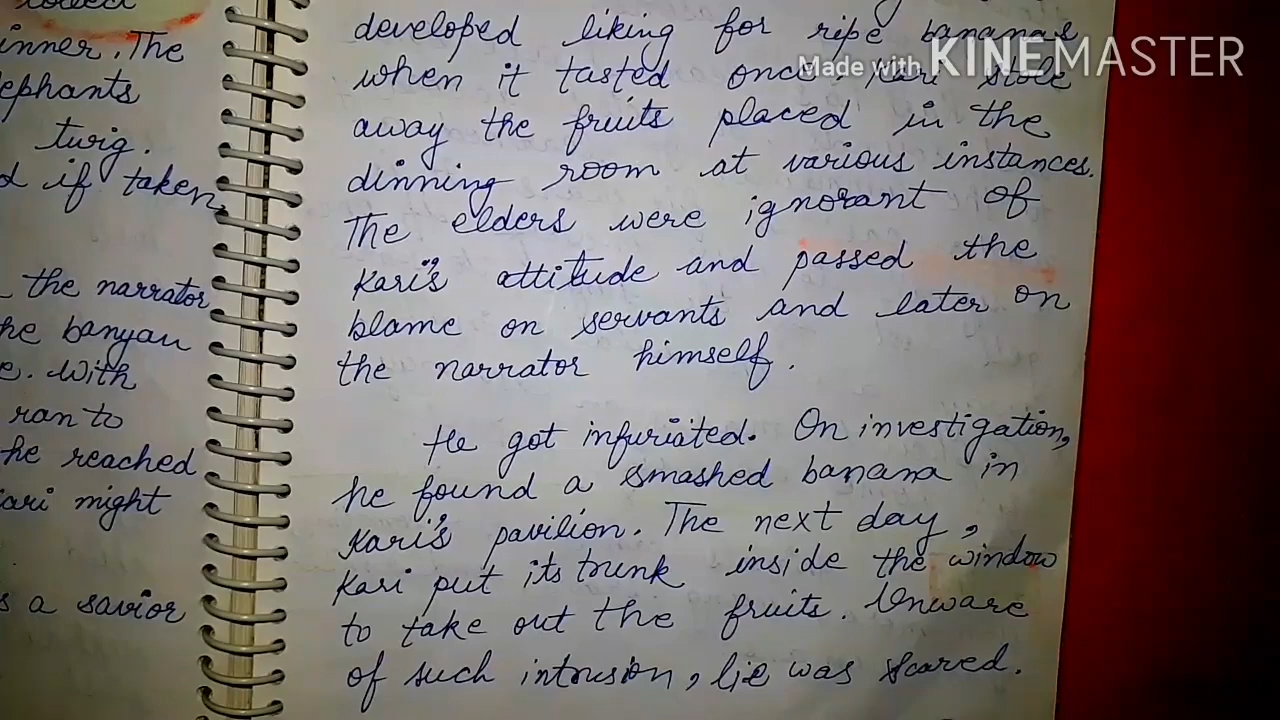 inner. The
ephants
twig.
d if taken
the narrator
he banyan
e. With
ran to
he reached
ari might
s a savior
developed liking for ripe bananas
when it tasted once Kari stole
away the fruits placed in the
dinning room at various instances.
The elders were ignorant of
Kari's attitude and passed the
blame on servants and later on
the narrator himself.
He got infuriated. On investigation,
he found a smashed banana in
Kari's pavilion. The next day,
Kari put its trunk inside the window
to take out the fruits. Unware
of such intrusion, he was scared.
Made with KINEMASTER